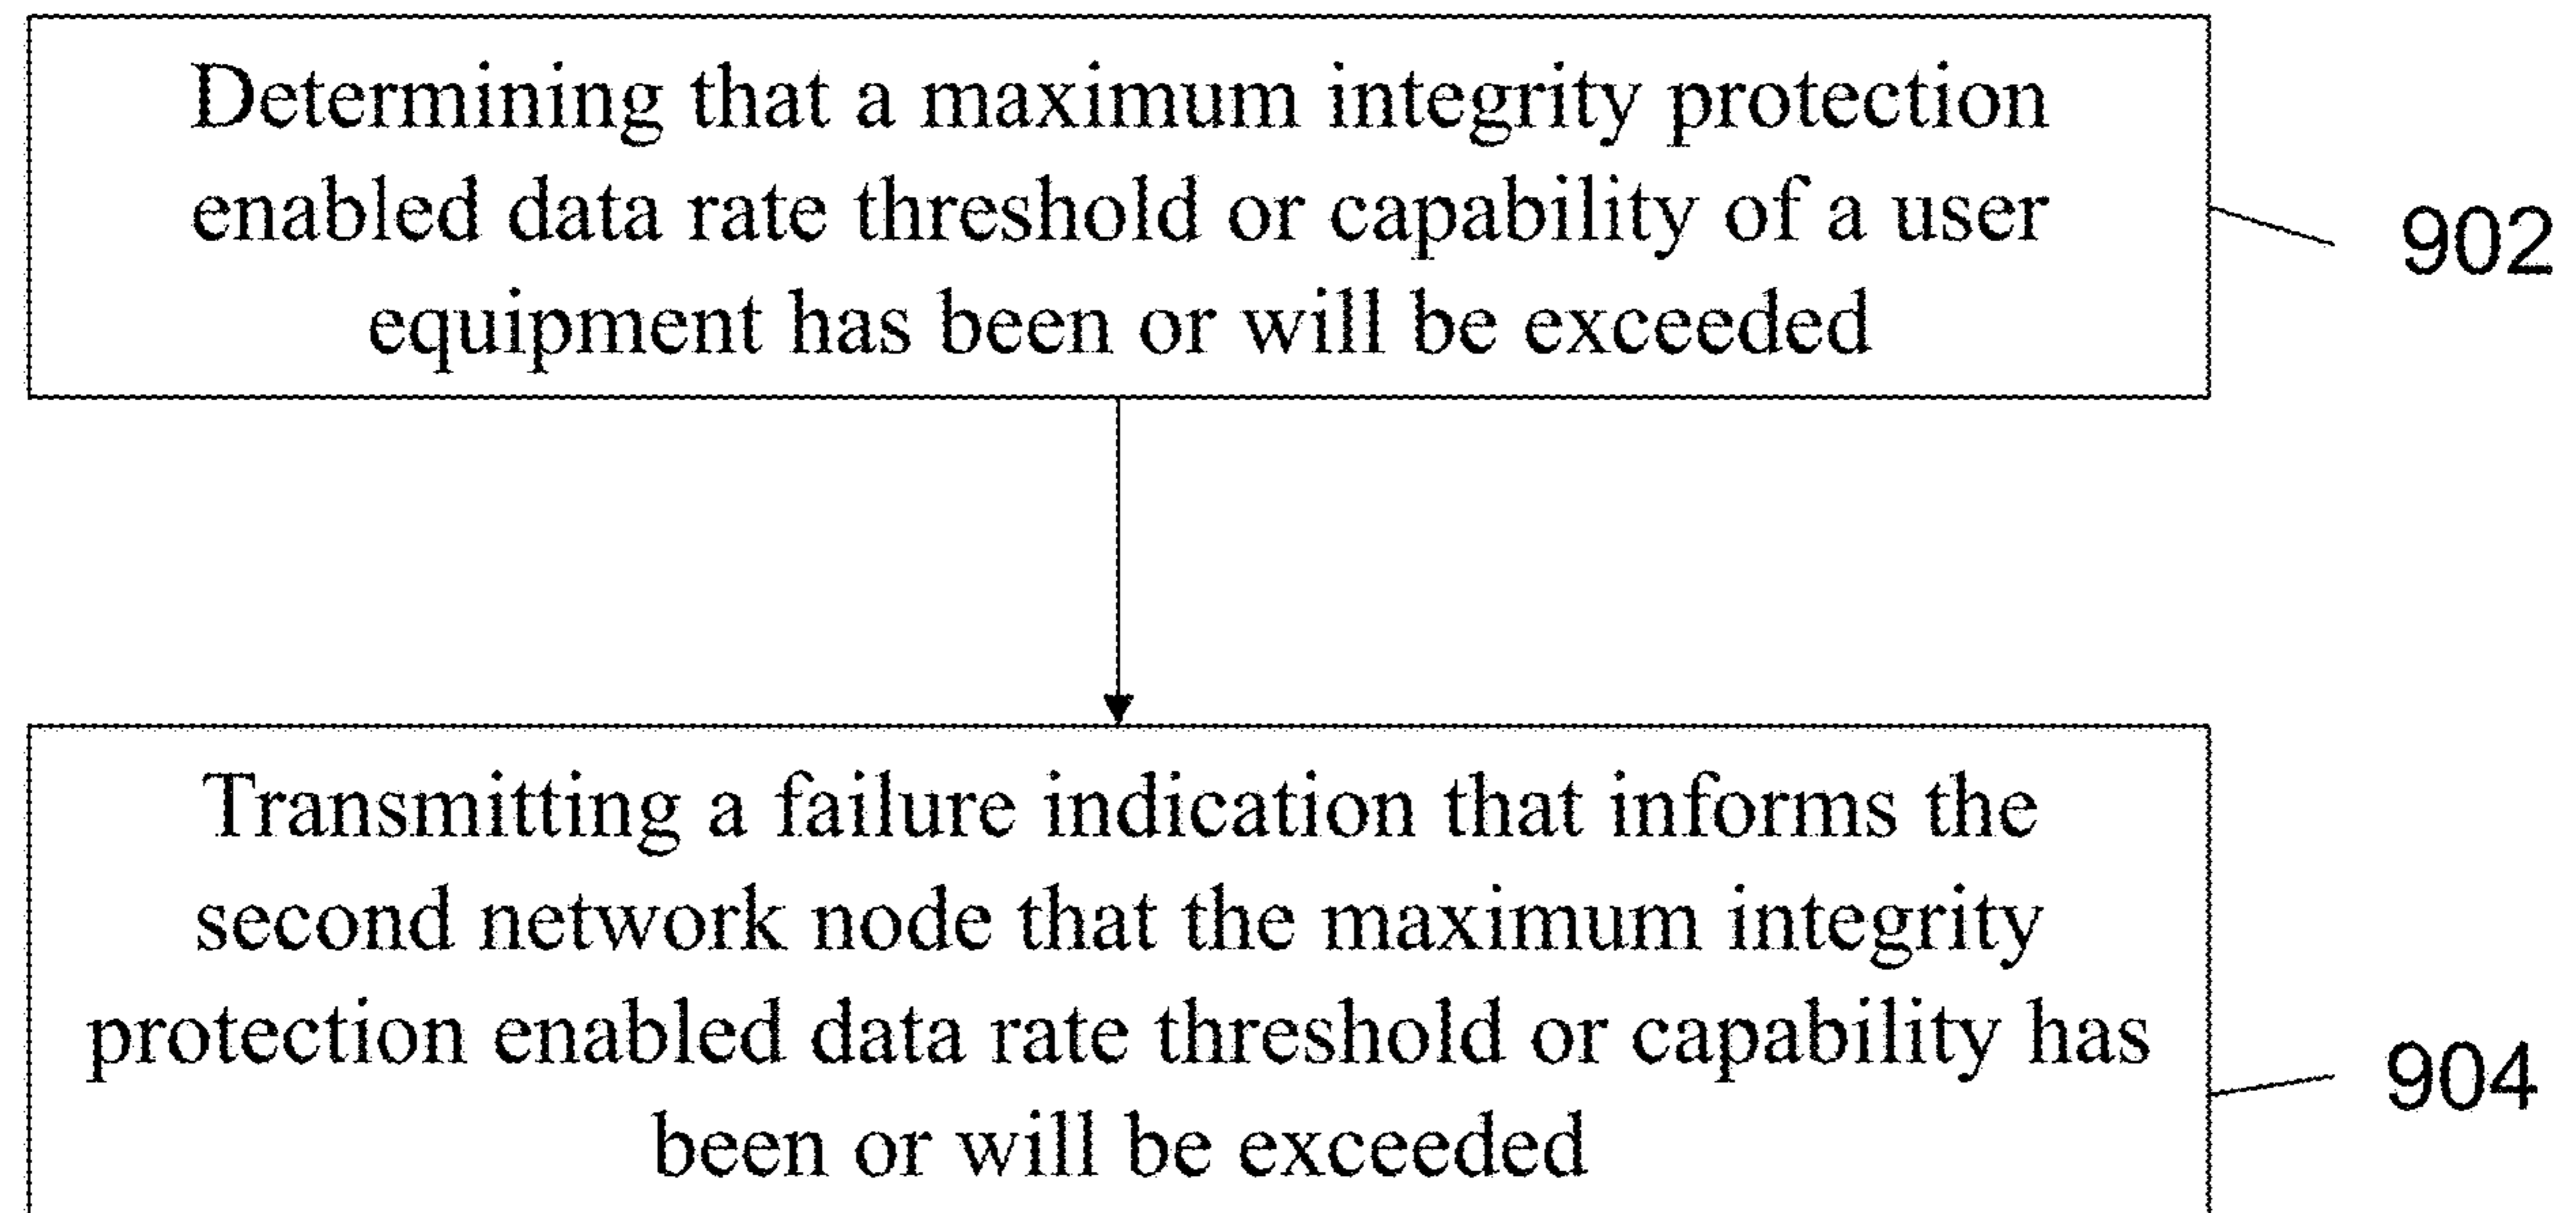 Determining that a maximum integrity protection
enabled data rate threshold or capability of a user
equipment has been or will be exceeded
902
Transmitting a failure indication that informs the
second network node that the maximum integrity
protection enabled data rate threshold or capability has
been or will be exceeded
904